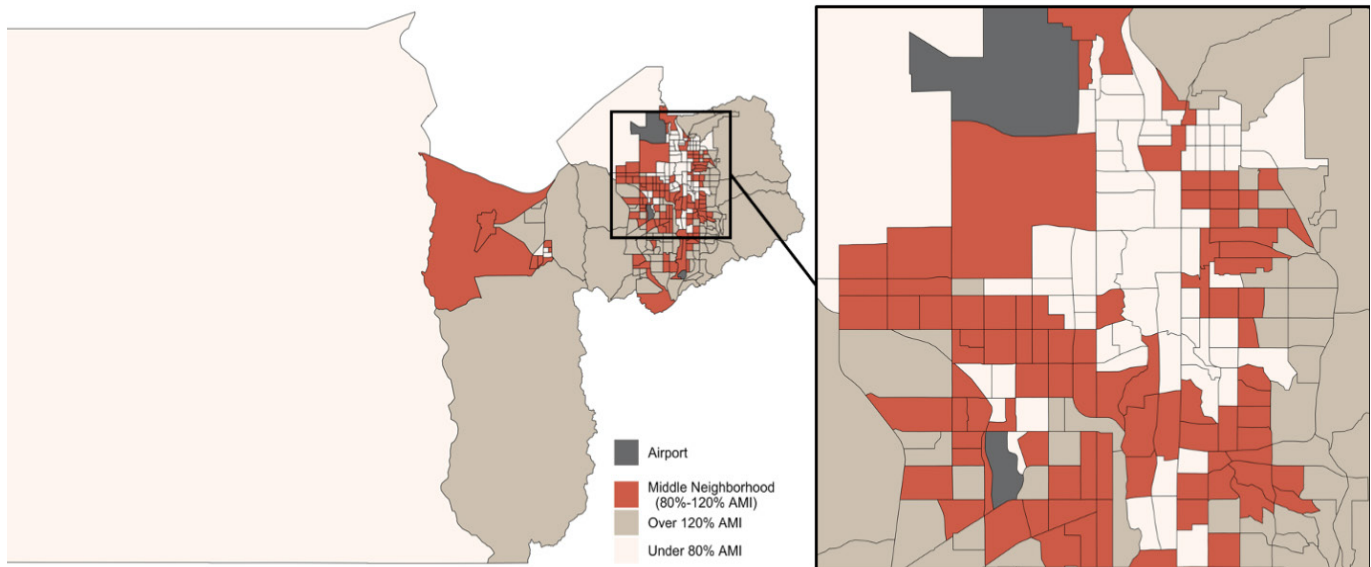 Airport
Middle Neighborhood
(80%-120% AMI)
Over 120% AMI
Under 80% AMI